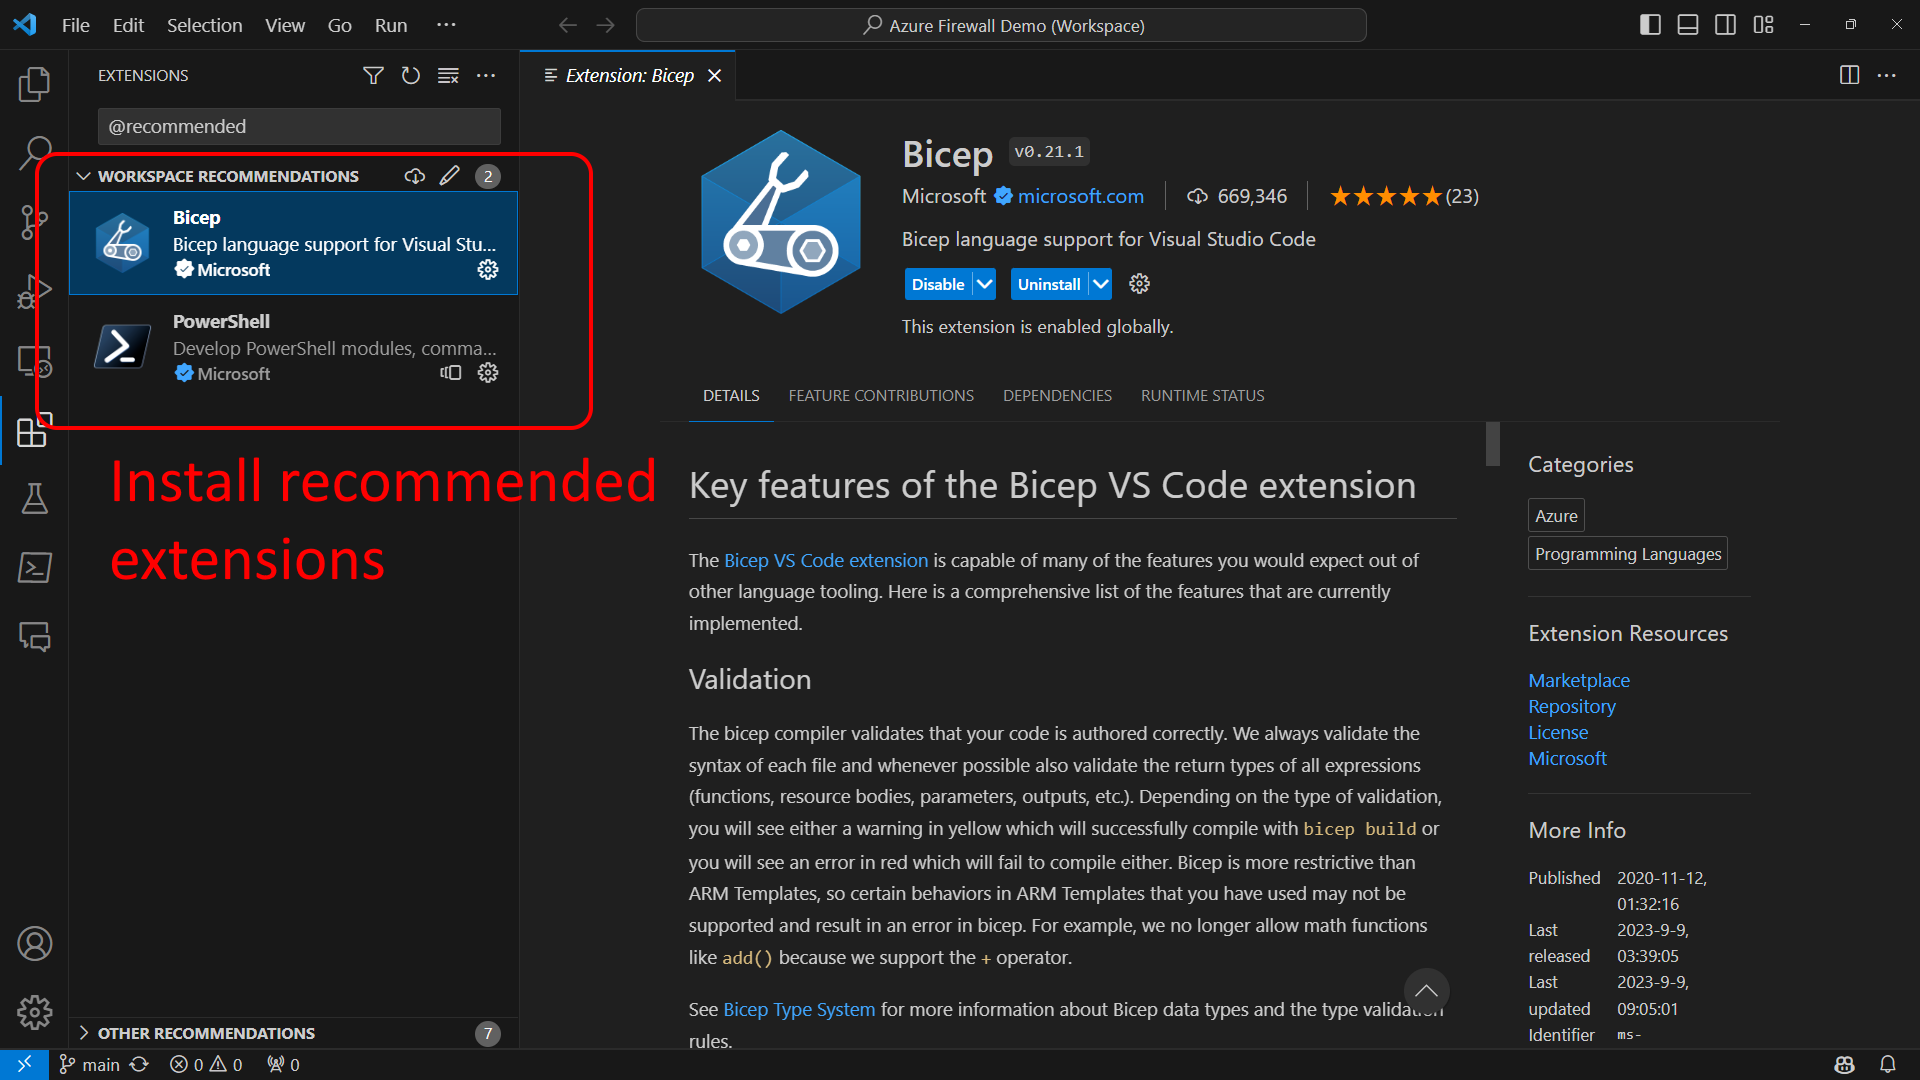 File Edit Selection View Go Run ···
Azure Firewall Demo (Workspace)
EXTENSIONS
Extension: Bicep
@recommended
WORKSPACE RECOMMENDATIONS 2
Bicep
Bicep language support for Visual Stu...
Microsoft
PowerShell
Develop PowerShell modules, comma...
Microsoft
Install recommended
extensions
OTHER RECOMMENDATIONS 7
Bicep v0.21.1
Microsoft microsoft.com 669,346 (23)
Bicep language support for Visual Studio Code
Disable Uninstall
This extension is enabled globally.
DETAILS FEATURE CONTRIBUTIONS DEPENDENCIES RUNTIME STATUS
Key features of the Bicep VS Code extension
The Bicep VS Code extension is capable of many of the features you would expect out of
other language tooling. Here is a comprehensive list of the features that are currently
implemented.
Validation
The bicep compiler validates that your code is authored correctly. We always validate the
syntax of each file and whenever possible also validate the return types of all expressions
(functions, resource bodies, parameters, outputs, etc.). Depending on the type of validation,
you will see either a warning in yellow which will successfully compile with bicep build or
you will see an error in red which will fail to compile either. Bicep is more restrictive than
ARM Templates, so certain behaviors in ARM Templates that you have used may not be
supported and result in an error in bicep. For example, we no longer allow math functions
like add() because we support the + operator.
See Bicep Type System for more information about Bicep data types and the type validation
rules.
Categories
Azure
Programming Languages
Extension Resources
Marketplace
Repository
License
Microsoft
More Info
Published 2020-11-12,
01:32:16
Last 2023-9-9,
released 03:39:05
Last 2023-9-9,
updated 09:05:01
Identifier ms-
main 0 0 0